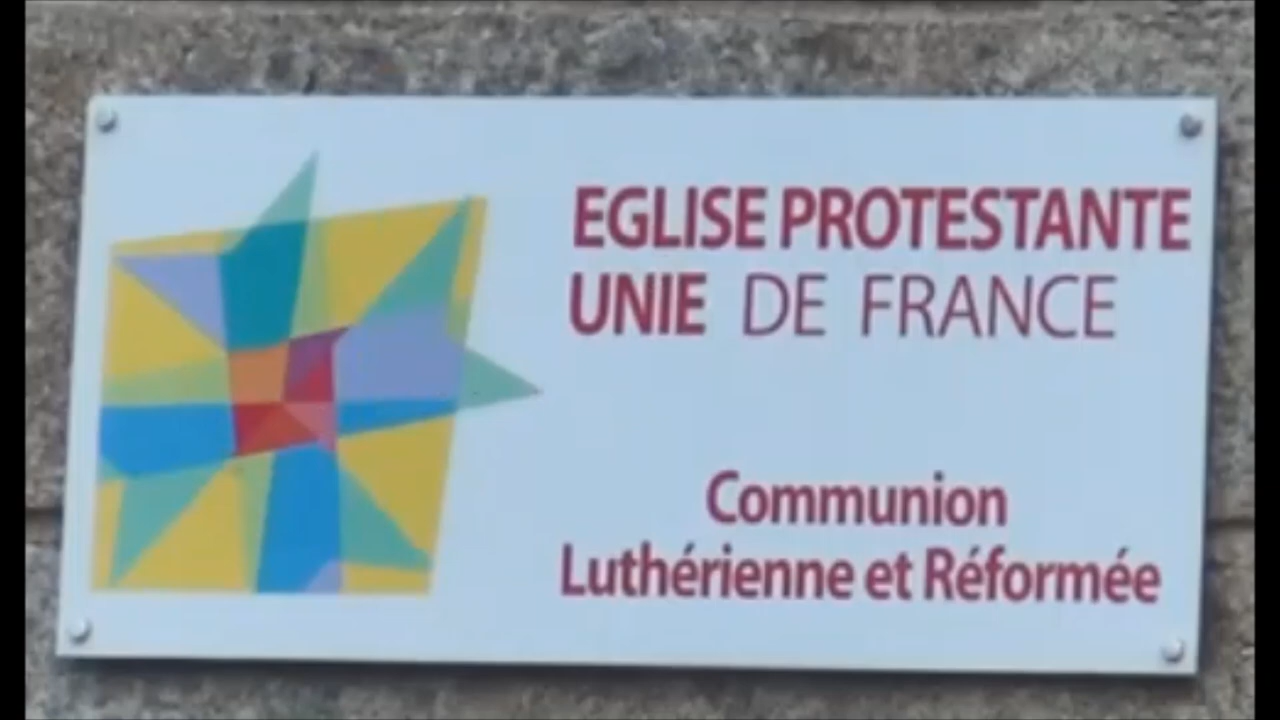 EGLISE PROTESTANTE
UNIE DE FRANCE
Communion
Luthérienne et Réformée